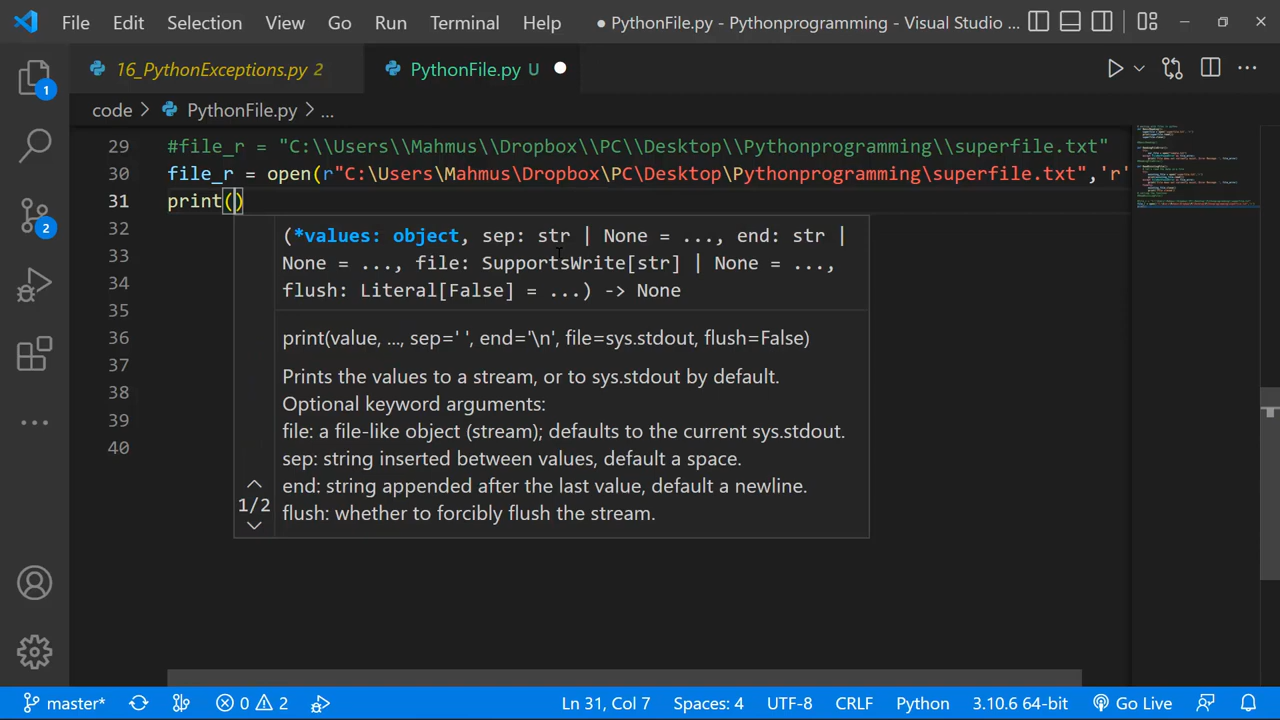 File Edit Selection View Go Run Terminal Help ● PythonFile.py - Pythonprogramming - Visual Studio ...
16_PythonExceptions.py 2 PythonFile.py U
code > PythonFile.py > ...
1
2
29 #file_r = "C:\\Users\\Mahmus\\Dropbox\\PC\\Desktop\\Pythonprogramming\\superfile.txt"
30 file_r = open(r"C:\Users\Mahmus\Dropbox\PC\Desktop\Pythonprogramming\superfile.txt",'r'
31 print()
32
33
34
35
36
37
38
39
40
(*values: object, sep: str | None = ..., end: str |
None = ..., file: SupportsWrite[str] | None = ...,
flush: Literal[False] = ...) -> None
print(value, ..., sep=' ', end='\n', file=sys.stdout, flush=False)
Prints the values to a stream, or to sys.stdout by default.
Optional keyword arguments:
file: a file-like object (stream); defaults to the current sys.stdout.
sep: string inserted between values, default a space.
end: string appended after the last value, default a newline.
flush: whether to forcibly flush the stream.
1/2
master* 0 2 Ln 31, Col 7 Spaces: 4 UTF-8 CRLF Python 3.10.6 64-bit Go Live